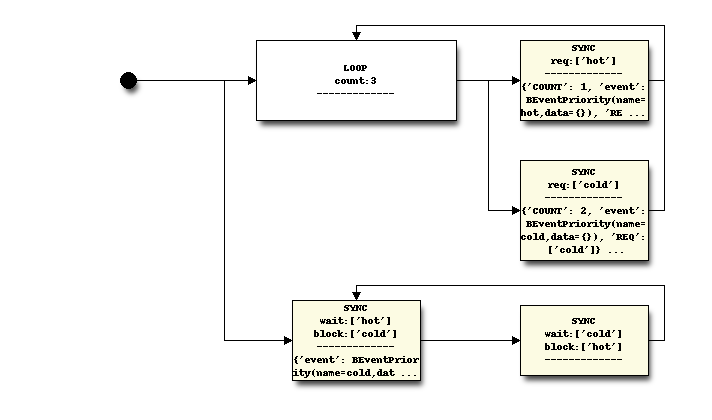 LOOP
count:3
-------------
SYNC
req:['hot']
-------------
{'COUNT': 1, 'event':
BEventPriority(name=
hot,data={}), 'RE ...
SYNC
req:['cold']
-------------
{'COUNT': 2, 'event':
BEventPriority(name=
cold,data={}), 'REQ':
['cold']} ...
SYNC
wait:['hot']
block:['cold']
-------------
{'event': BEventPrior
ity(name=cold,dat ...
SYNC
wait:['cold']
block:['hot']
-------------